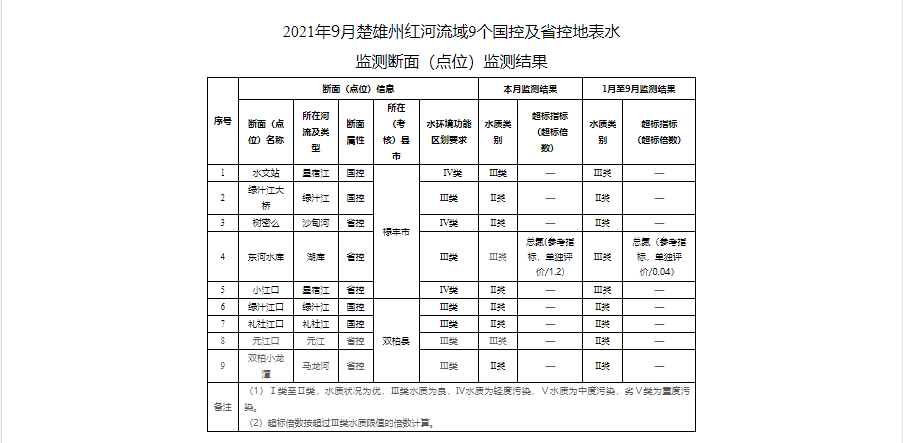 2021年9月楚雄州红河流域9个国控及省控地表水
监测断面（点位）监测结果
序号 断面（点位）信息 本月监测结果 1月至9月监测结果
断面（点位）名称 所在河流及类型 断面属性 所在（考核）县市 水环境功能区划要求 水质类别 超标指标（超标倍数） 水质类别 超标指标（超标倍数）
1 水文站 星宿江 国控 禄丰市 Ⅳ类 Ⅲ类 — Ⅲ类 —
2 绿汁江大桥 绿汁江 国控 Ⅲ类 Ⅱ类 — Ⅱ类 —
3 树密么 沙甸河 省控 Ⅳ类 Ⅱ类 — Ⅱ类 —
4 东河水库 湖库 省控 Ⅲ类 Ⅲ类 总氮(参考指标，单独评价/1.2) Ⅲ类 总氮（参考指标，单独评价/0.04）
5 小江口 星宿江 省控 Ⅳ类 Ⅱ类 — Ⅲ类 —
6 绿汁江口 绿汁江 国控 双柏县 Ⅲ类 Ⅱ类 — Ⅱ类 —
7 礼社江口 礼社江 国控 Ⅲ类 Ⅱ类 — Ⅱ类 —
8 元江口 元江 省控 Ⅲ类 Ⅲ类 — Ⅱ类 —
9 双柏小龙潭 马龙河 省控 Ⅲ类 Ⅱ类 — Ⅱ类 —
备注 （1）Ⅰ类至Ⅱ类，水质状况为优，Ⅲ类水质为良，Ⅳ水质为轻度污染，Ⅴ水质为中度污染，劣Ⅴ类为重度污
染。
（2）超标倍数按超过Ⅲ类水质限值的倍数计算。